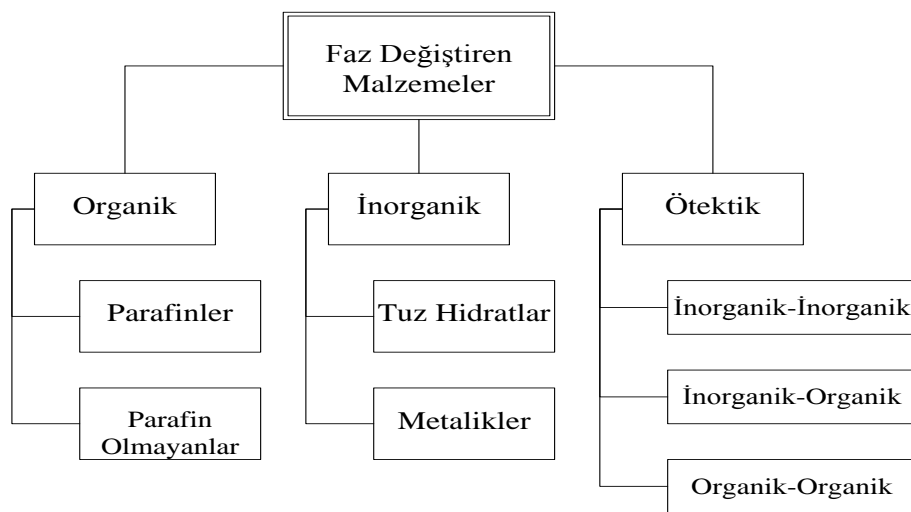 Faz Değiştiren
Malzemeler
Organik
İnorganik
Ötektik
Parafinler
Tuz Hidratlar
İnorganik-İnorganik
Parafin
Olmayanlar
Metalikler
İnorganik-Organik
Organik-Organik